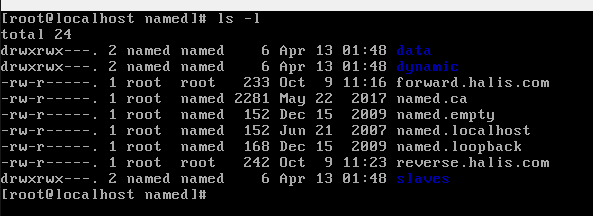 [root@localhost named]# ls -l
total 24
drwxrwx---. 2 named named    6 Apr 13 01:48 data
drwxrwx---. 2 named named    6 Apr 13 01:48 dynamic
-rw-r-----. 1 root  root   233 Oct  9 11:16 forward.halis.com
-rw-r-----. 1 root  named 2281 May 22  2017 named.ca
-rw-r-----. 1 root  named  152 Dec 15  2009 named.empty
-rw-r-----. 1 root  named  152 Jun 21  2007 named.localhost
-rw-r-----. 1 root  named  168 Dec 15  2009 named.loopback
-rw-r-----. 1 root  root   242 Oct  9 11:23 reverse.halis.com
drwxrwx---. 2 named named    6 Apr 13 01:48 slaves
[root@localhost named]#